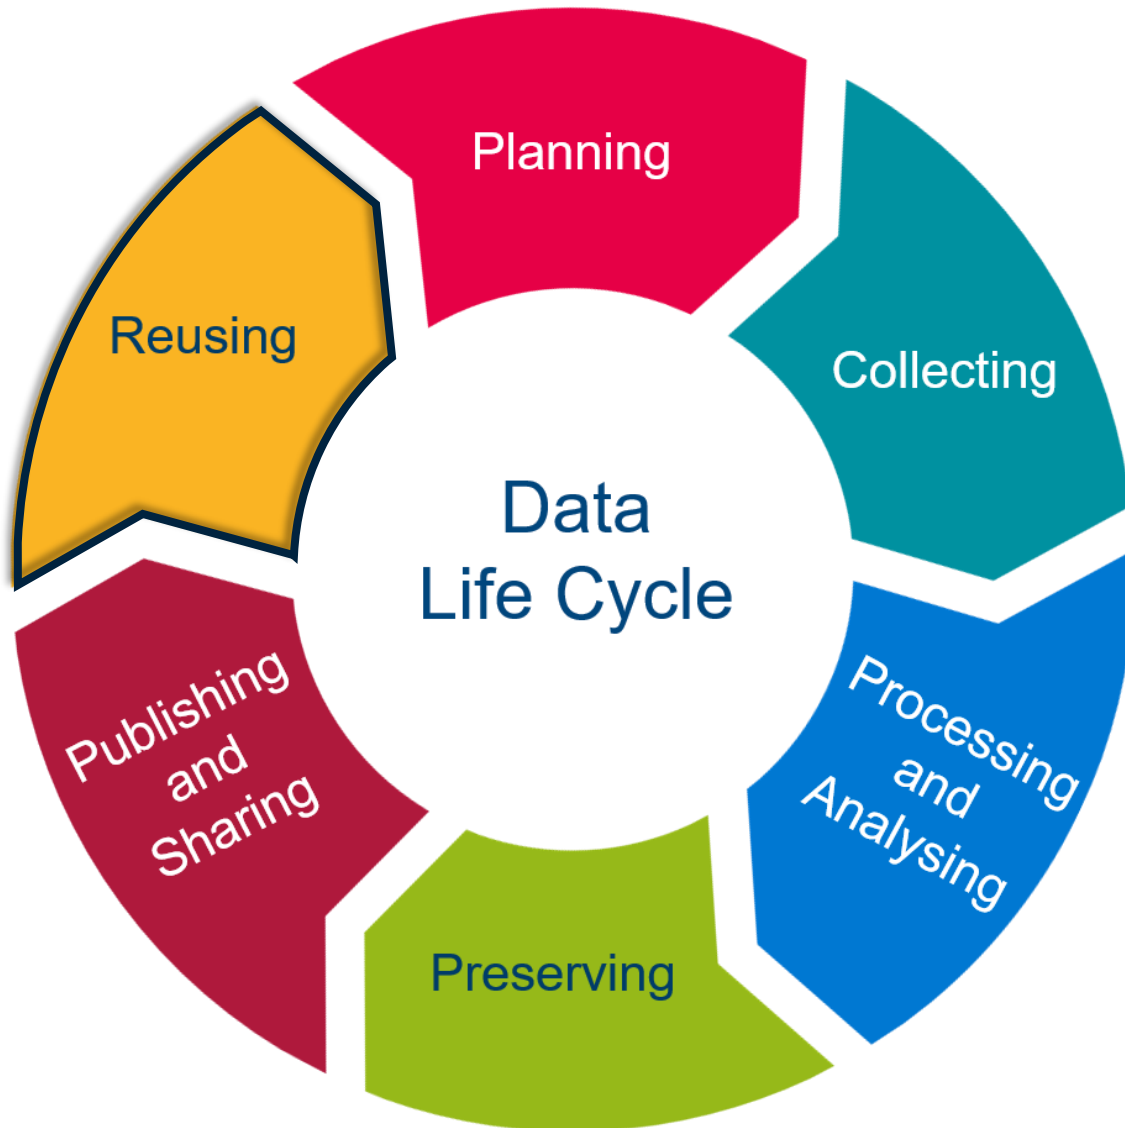 Planning
Collecting
Processing
and
Analysing
Preserving
Publishing
and
Sharing
Reusing
Data
Life Cycle